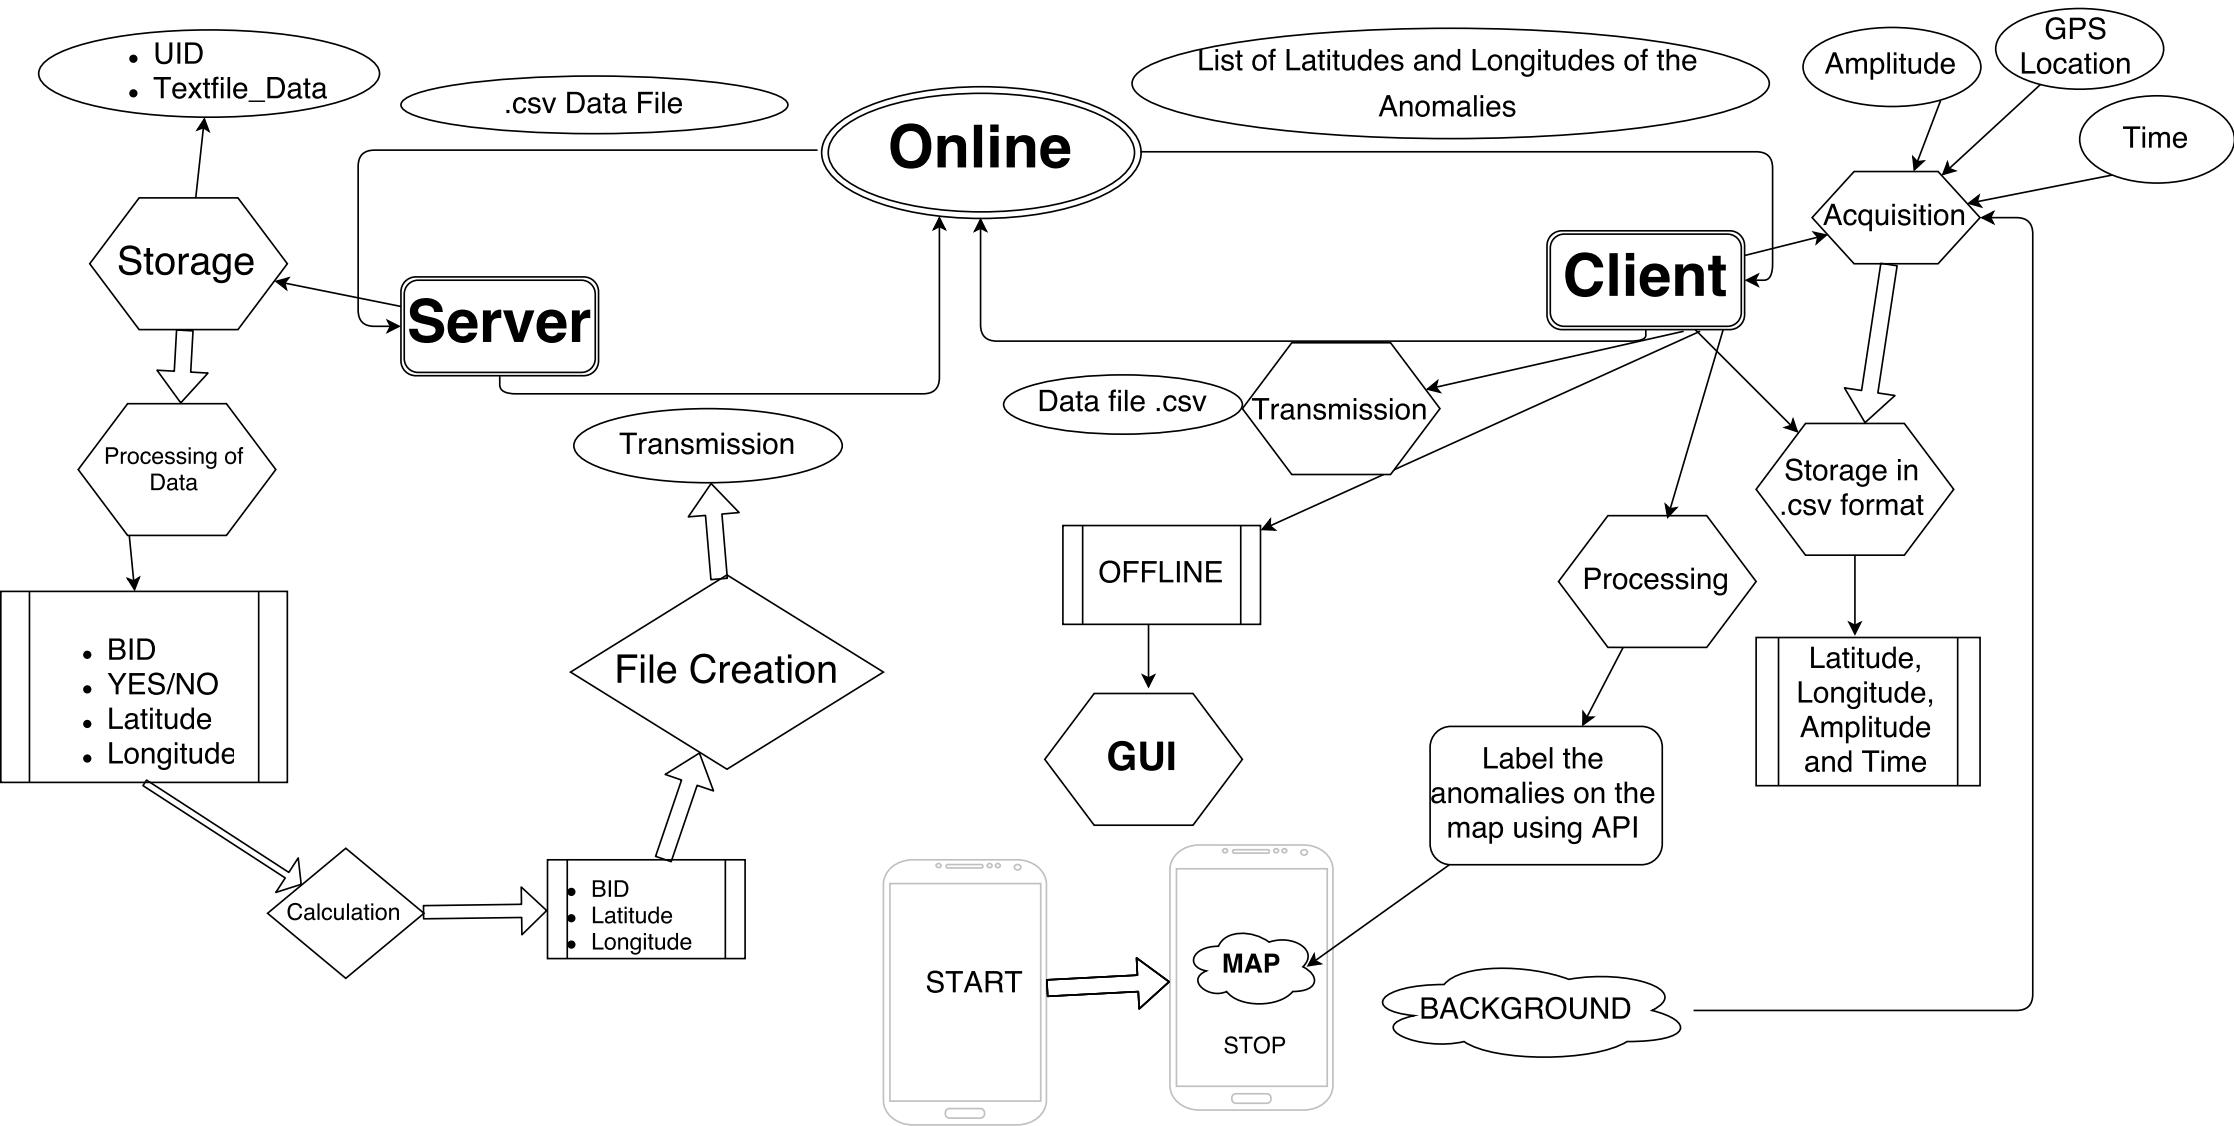 UID
Textfile_Data
.csv Data File
Online
List of Latitudes and Longitudes of the
Anomalies
Amplitude
GPS
Location
Time
Acquisition
Storage
Server
Client
Data file .csv
Transmission
Transmission
Processing of
Data
Storage in
.csv format
OFFLINE
Processing
BID
YES/NO
Latitude
Longitude
File Creation
GUI
Latitude,
Longitude,
Amplitude
and Time
Label the
anomalies on the
map using API
Calculation
BID
Latitude
Longitude
START
MAP
STOP
BACKGROUND